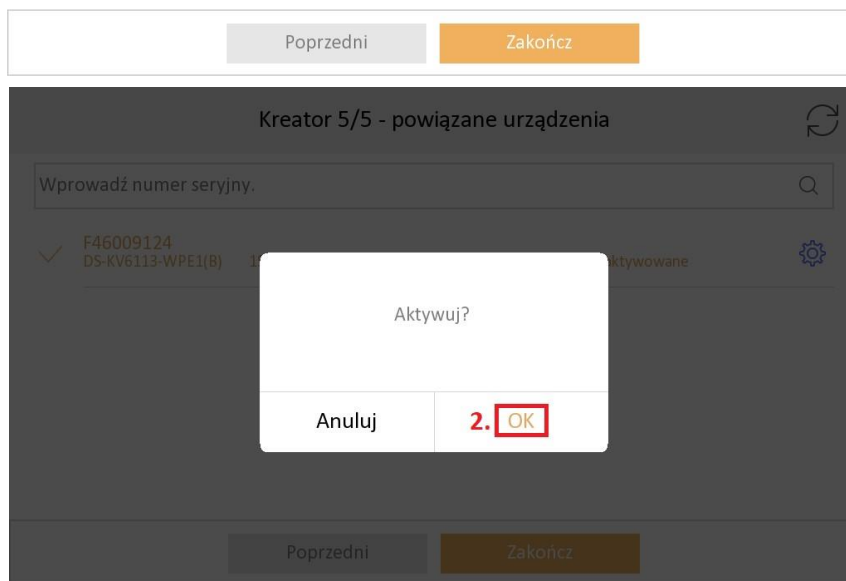 Poprzedni Zakończ
Kreator 5/5 - powiązane urządzenia
Wprowadź numer seryjny.
F46009124
DS-KV6113-WPE1(B)
Aktywuj?
Anuluj 2. OK
Poprzedni Zakończ